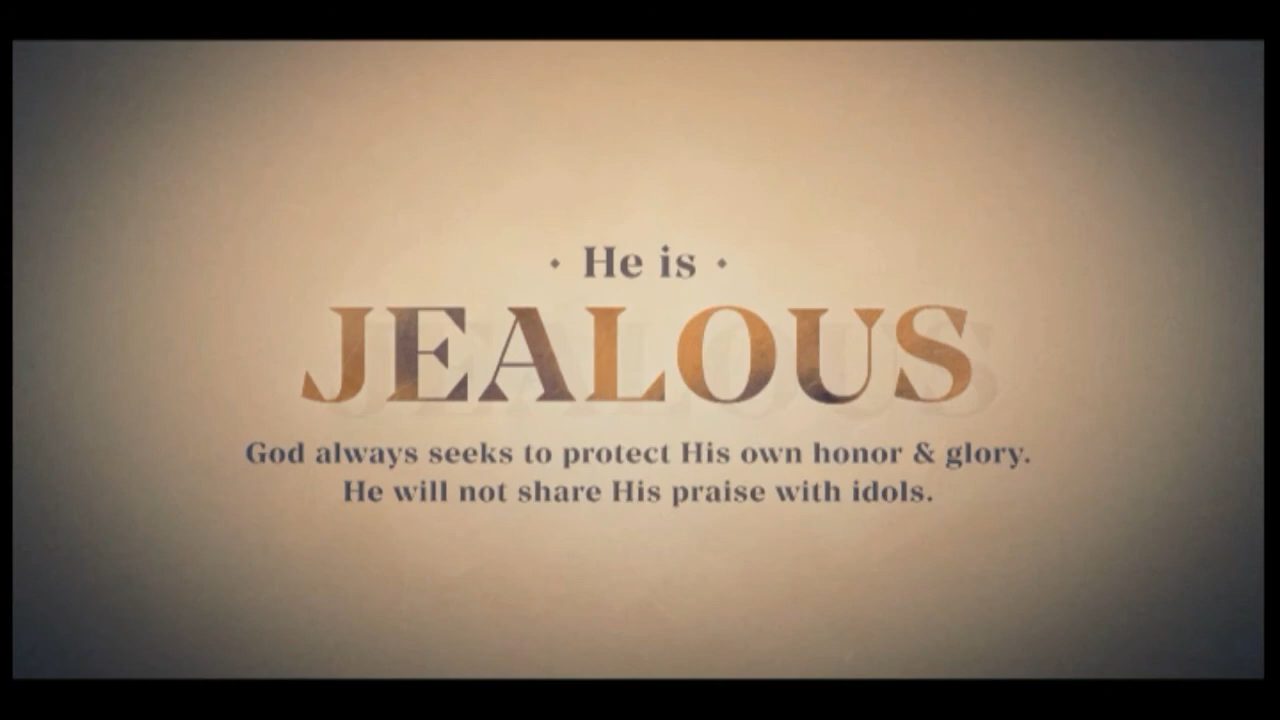 · He is ·
JEALOUS
God always seeks to protect His own honor & glory.
He will not share His praise with idols.